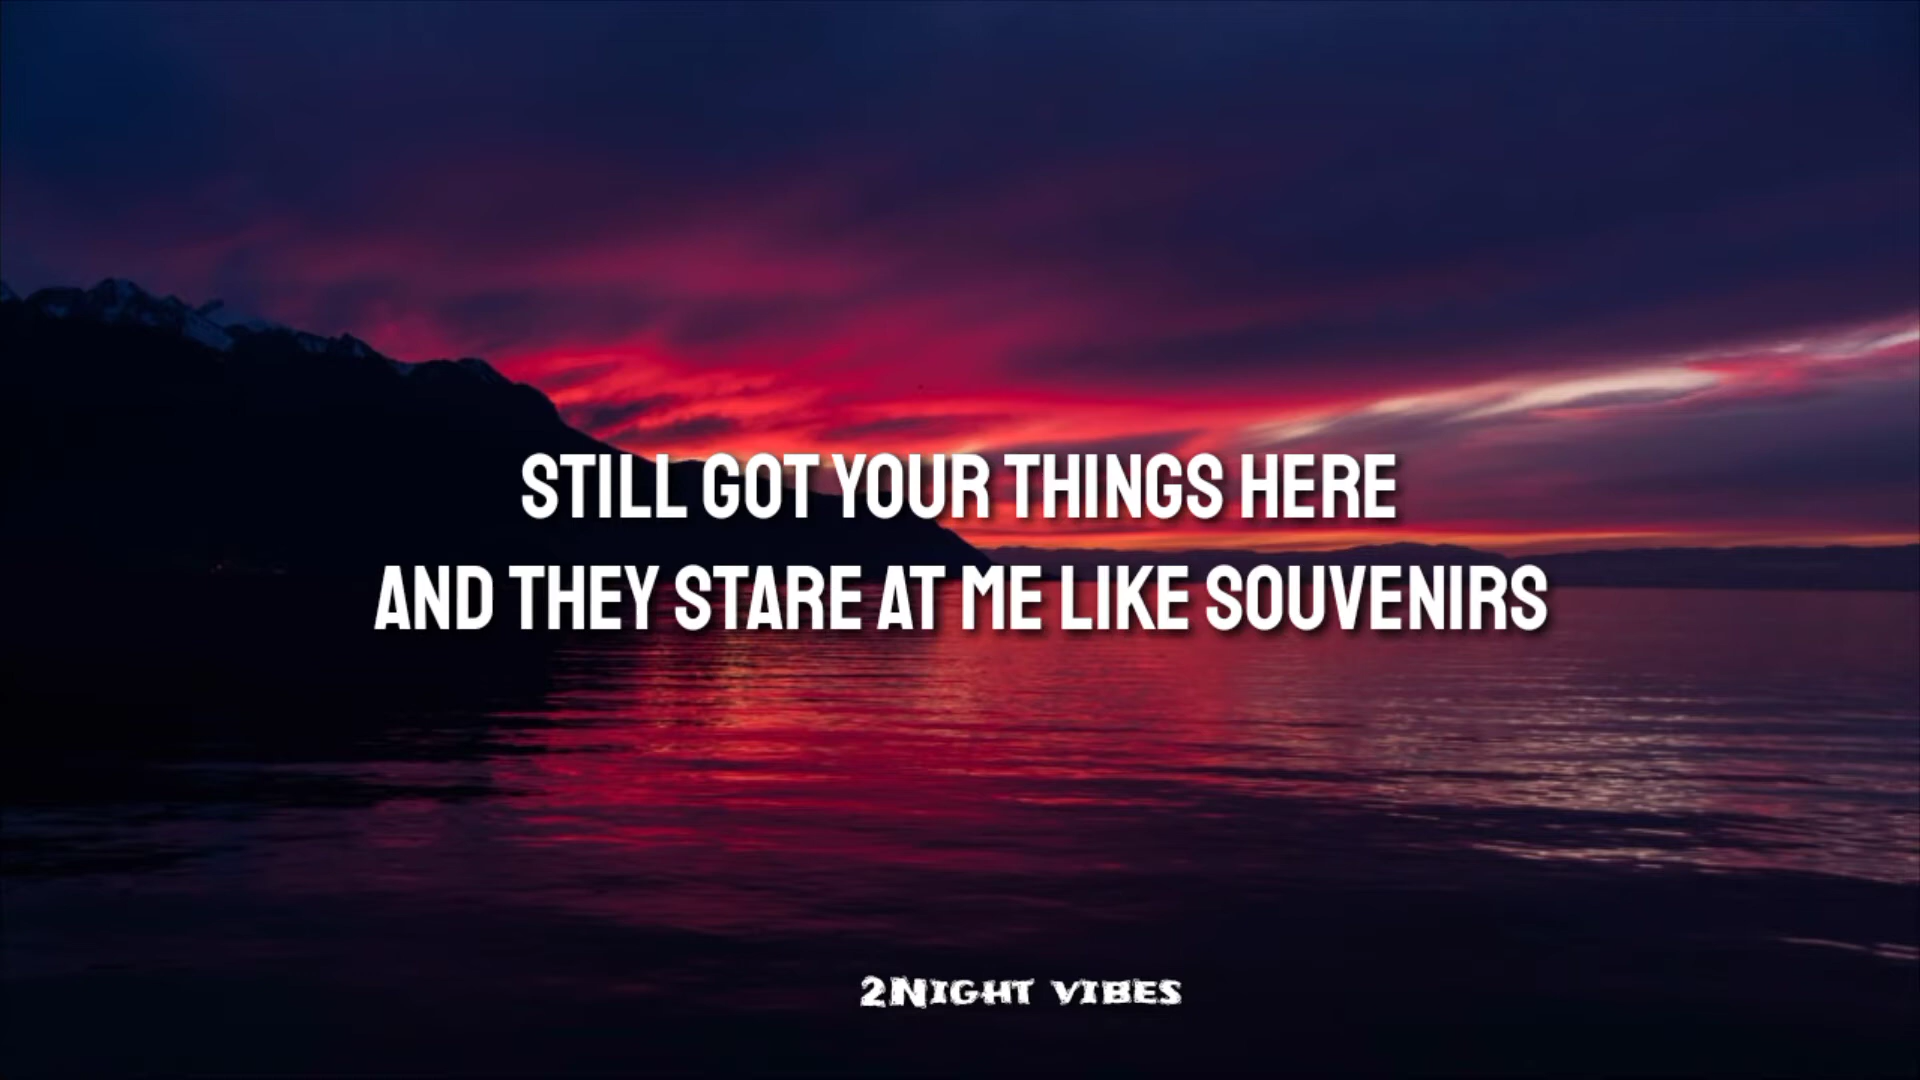 STILL GOT YOUR THINGS HERE
AND THEY STARE AT ME LIKE SOUVENIRS
2NIGHT VIBES